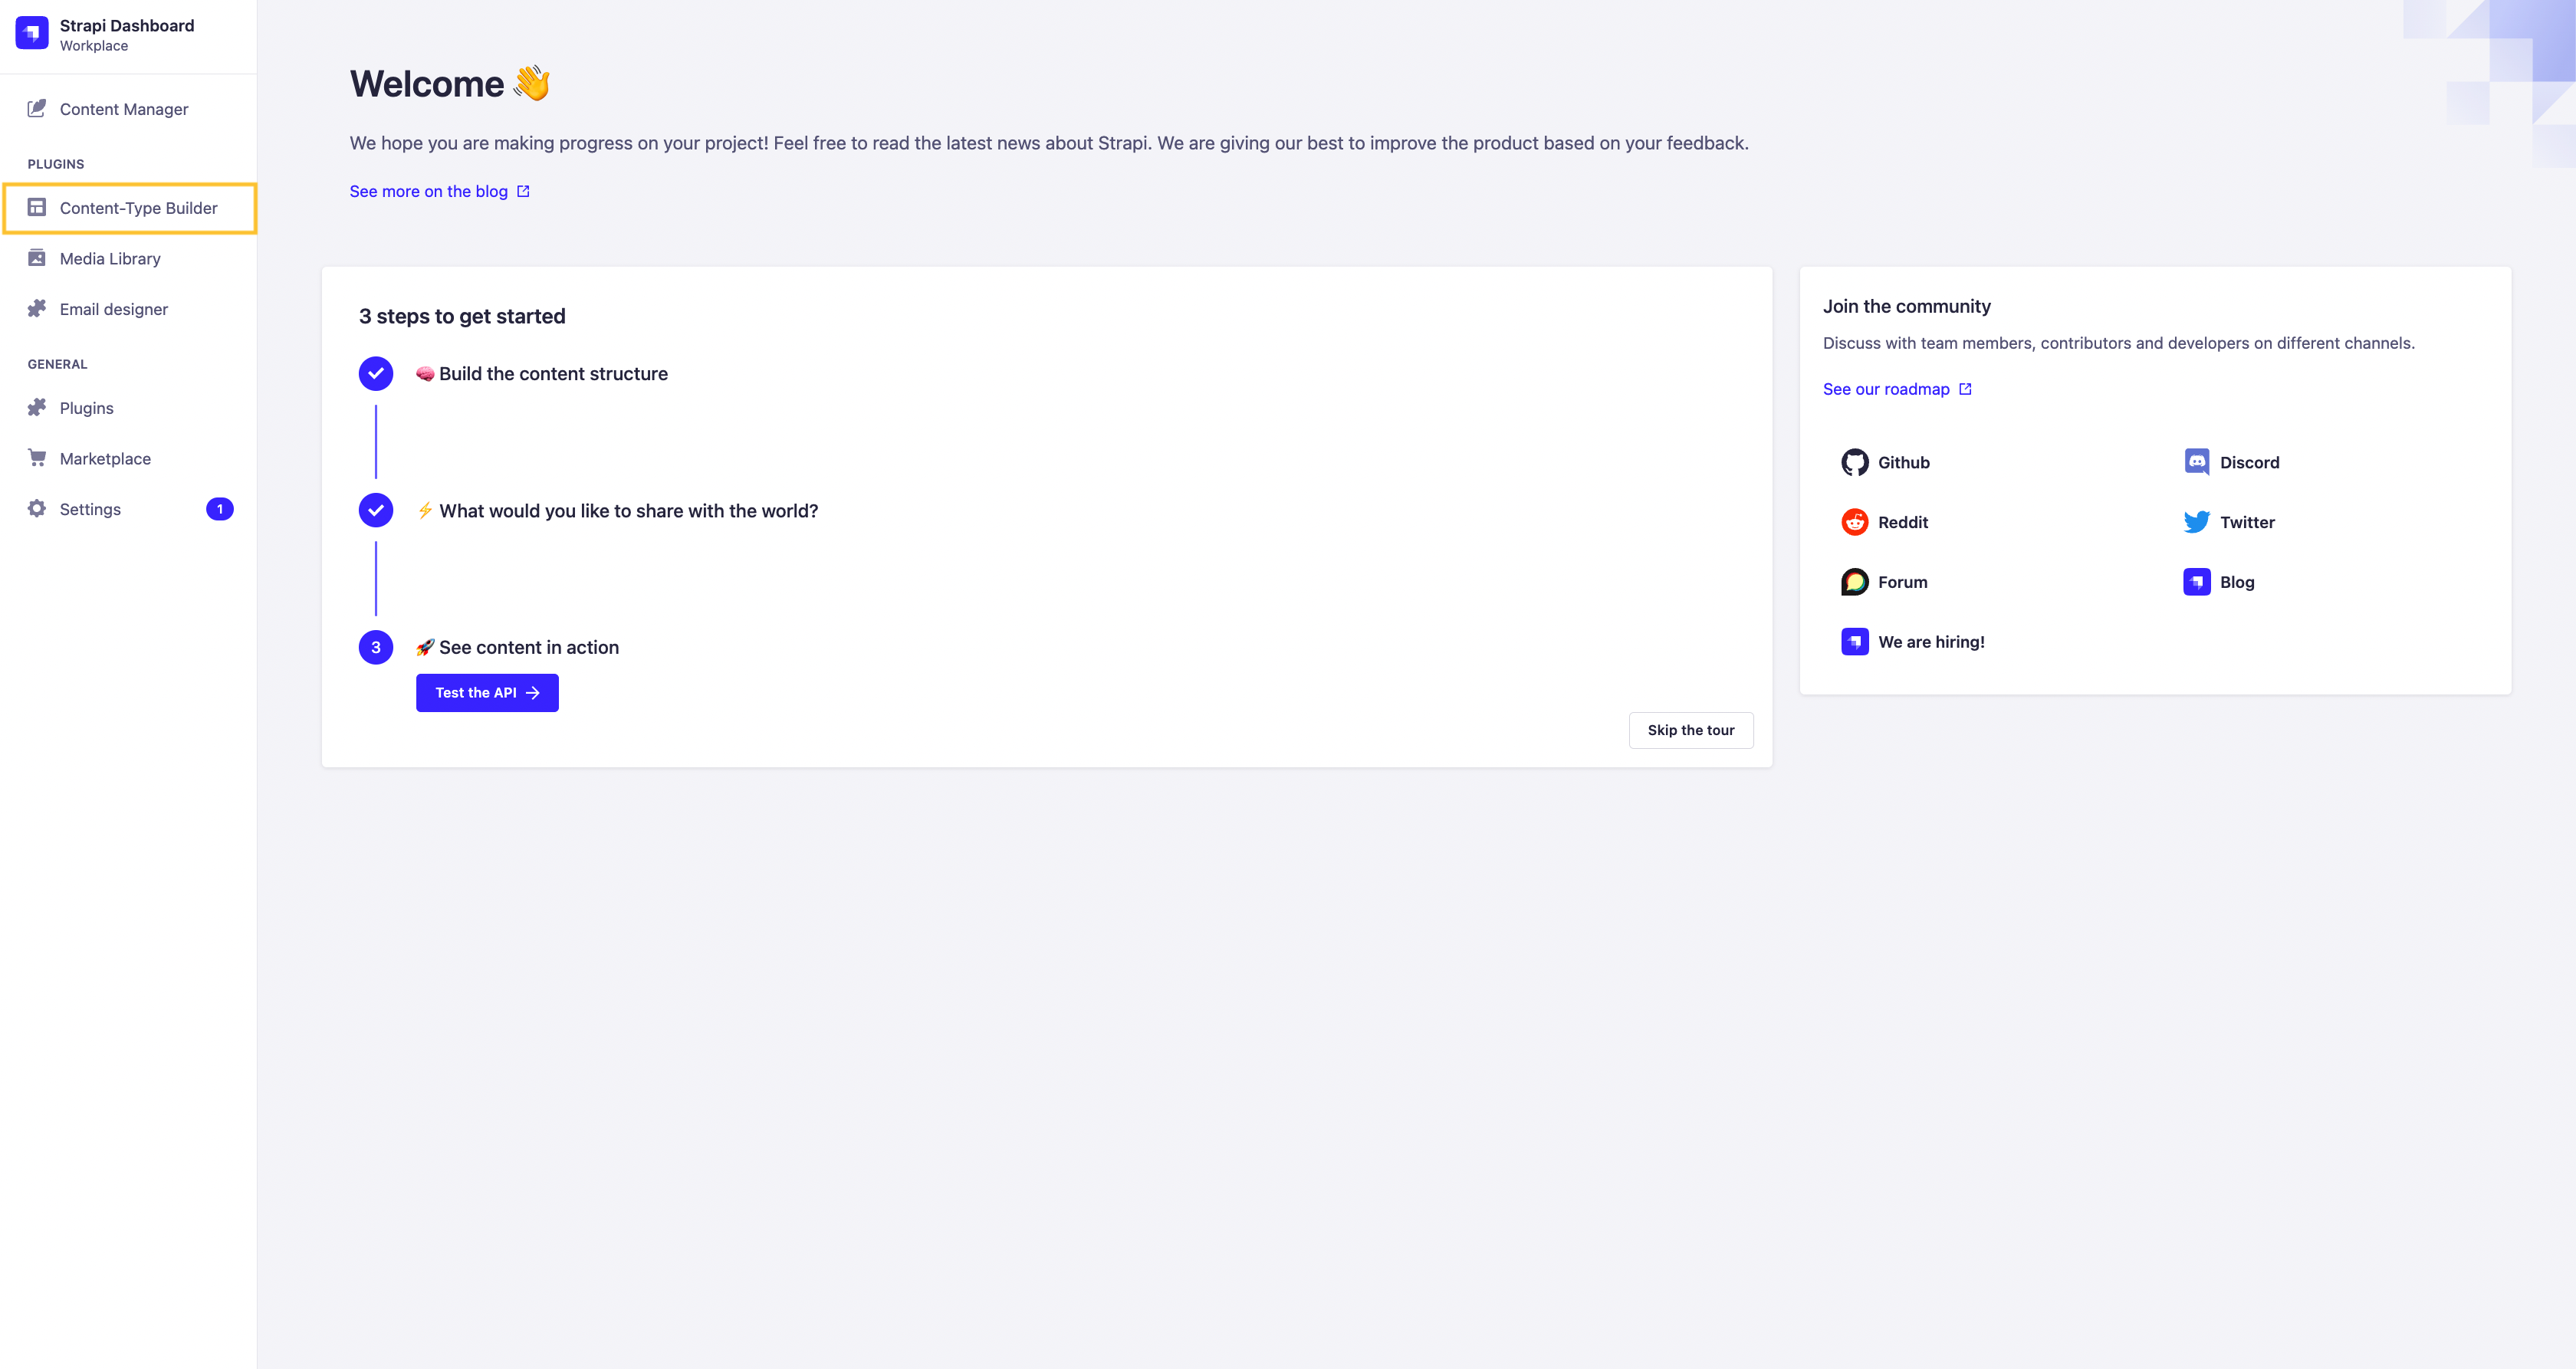 Strapi Dashboard
Workplace
Content Manager
PLUGINS
Content-Type Builder
Media Library
Email designer
GENERAL
Plugins
Marketplace
Settings
1
Welcome 👋
We hope you are making progress on your project! Feel free to read the latest news about Strapi. We are giving our best to improve the product based on your feedback.
See more on the blog
3 steps to get started
🧠 Build the content structure
⚡ What would you like to share with the world?
3
🚀 See content in action
Test the API
Skip the tour
Join the community
Discuss with team members, contributors and developers on different channels.
See our roadmap
Github
Discord
Reddit
Twitter
Forum
Blog
We are hiring!